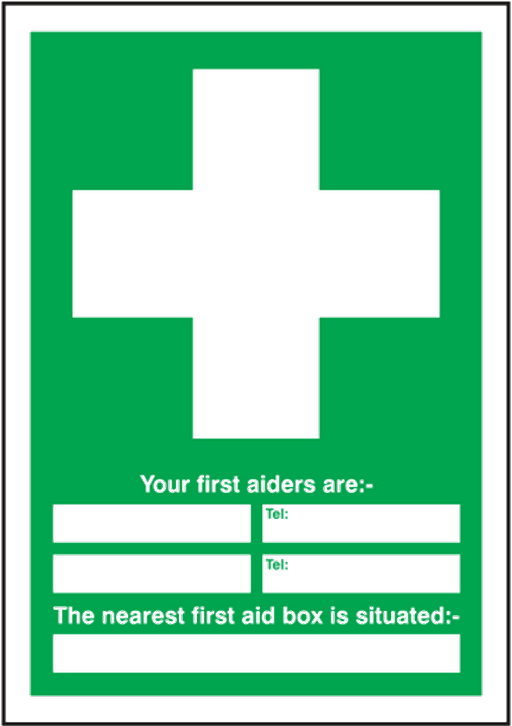 Your first aiders are:-
Tel:
Tel:
The nearest first aid box is situated:-